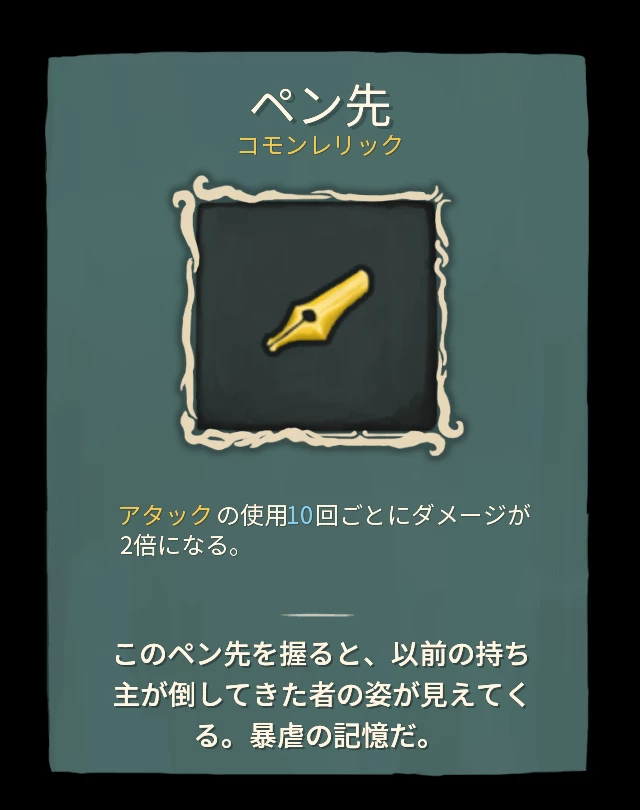 ペン先
コモンレリック
アタックの使用10回ごとにダメージが
2倍になる。
このペン先を握ると、以前の持ち
主が倒してきた者の姿が見えてく
る。暴虐の記憶だ。